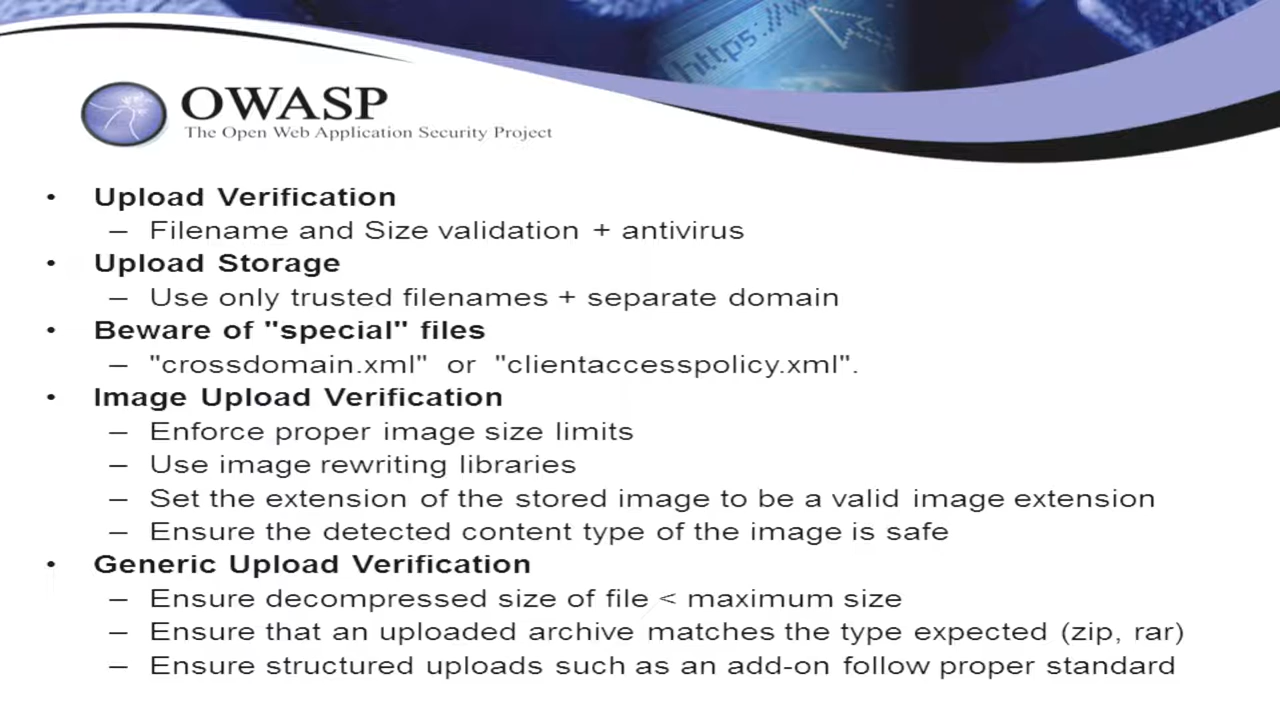 https://w
OWASP
The Open Web Application Security Project
• Upload Verification
– Filename and Size validation + antivirus
• Upload Storage
– Use only trusted filenames + separate domain
• Beware of "special" files
– "crossdomain.xml" or "clientaccesspolicy.xml".
• Image Upload Verification
– Enforce proper image size limits
– Use image rewriting libraries
– Set the extension of the stored image to be a valid image extension
– Ensure the detected content type of the image is safe
• Generic Upload Verification
– Ensure decompressed size of file < maximum size
– Ensure that an uploaded archive matches the type expected (zip, rar)
– Ensure structured uploads such as an add-on follow proper standard